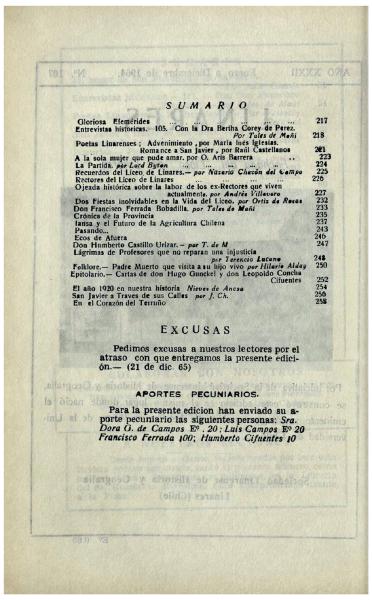 SUMARIO
Gloriosa Efemérides ... ... ... ... 217
Entrevistas históricas.—105. Con la Dra Bertha Corey de Perez.
Por Tales de Mañi 218
Poetas Linarenses; Advenimiento, por María Inés Iglesias.
Romance a San Javier, por Raúl Castellanos 221
A la sola mujer que pude amar. por O. Aris Barrera .. 223
La Partida. por Lord Byron ... ... ... 224
Recuerdos del Liceo de Linares.—por Nazario Chacón del Campo 225
Rectores del Liceo de Linares ... ... 226
Ojeada histórica sobre la labor de los ex-Rectores que viven
actualmente. por Andrés Villavero 227
Dos Fiestas inolvidables en la Vida del Liceo. por Ortis de Rozas 232
Don Francisco Ferrada Bobadilla. por Tales de Mañi 233
Crónica de la Provincia 235
Iansa y el Futuro de la Agricultura Chilena 237
Pasando... 243
Ecos de Afuera 246
Don Humberto Castillo Urízar.—por T. de M 247
Lágrimas de Profesores que no reparan una injusticia
por Terencio Lacuna 248
Folklore.—Padre Muerto que visita a su hijo vivo por Hilario Alday 250
Epitolario.—Cartas de don Hugo Gunckel y don Leopoldo Concha
Cifuentes 252
El año 1920 en nuestra historia Nieves de Ancoa 254
San Javier a Traves de sus Calles por J. Ch. 256
En el Corazón del Terruño 258
EXCUSAS
Pedimos excusas a nuestros lectores por el
atraso con que entregamos la presente edici-
ón.— (21 de dic. 65)
APORTES PECUNIARIOS.
Para la presente edicion han enviado su a-
porte pecuniario las siguientes personas; Sra.
Dora O. de Campos Eº . 20; Luis Campos Eº 20
Francisco Ferrada 100; Humberto Cifuentes 10